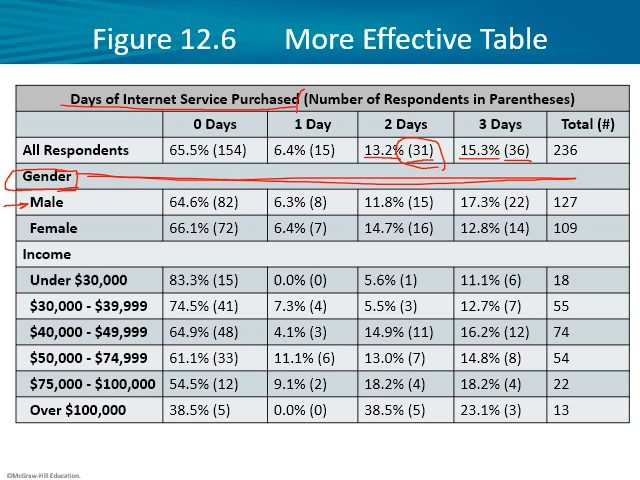 Figure 12.6 More Effective Table
Days of Internet Service Purchased (Number of Respondents in Parentheses)
0 Days 1 Day 2 Days 3 Days Total (#)
All Respondents 65.5% (154) 6.4% (15) 13.2% (31) 15.3% (36) 236
Gender
Male 64.6% (82) 6.3% (8) 11.8% (15) 17.3% (22) 127
Female 66.1% (72) 6.4% (7) 14.7% (16) 12.8% (14) 109
Income
Under $30,000 83.3% (15) 0.0% (0) 5.6% (1) 11.1% (6) 18
$30,000 - $39,999 74.5% (41) 7.3% (4) 5.5% (3) 12.7% (7) 55
$40,000 - $49,999 64.9% (48) 4.1% (3) 14.9% (11) 16.2% (12) 74
$50,000 - $74,999 61.1% (33) 11.1% (6) 13.0% (7) 14.8% (8) 54
$75,000 - $100,000 54.5% (12) 9.1% (2) 18.2% (4) 18.2% (4) 22
Over $100,000 38.5% (5) 0.0% (0) 38.5% (5) 23.1% (3) 13
©McGraw-Hill Education.